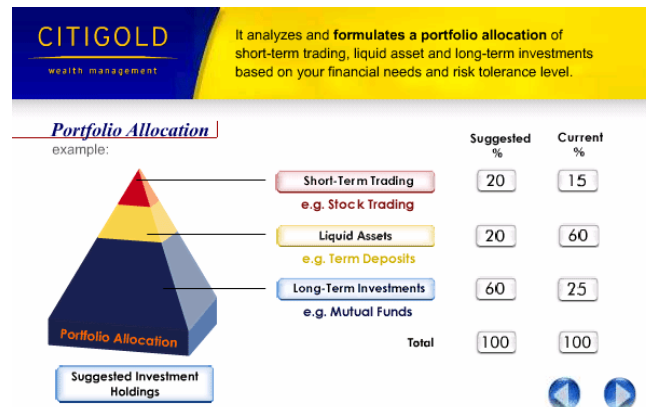 CITIGOLD
wealth management
It analyzes and formulates a portfolio allocation of
short-term trading, liquid asset and long-term investments
based on your financial needs and risk tolerance level.
Portfolio Allocation
example:
Suggested
%
Current
%
Short-Term Trading
20
15
e.g. Stock Trading
Liquid Assets
20
60
e.g. Term Deposits
Long-Term Investments
60
25
e.g. Mutual Funds
Portfolio Allocation
Total
100
100
Suggested Investment
Holdings